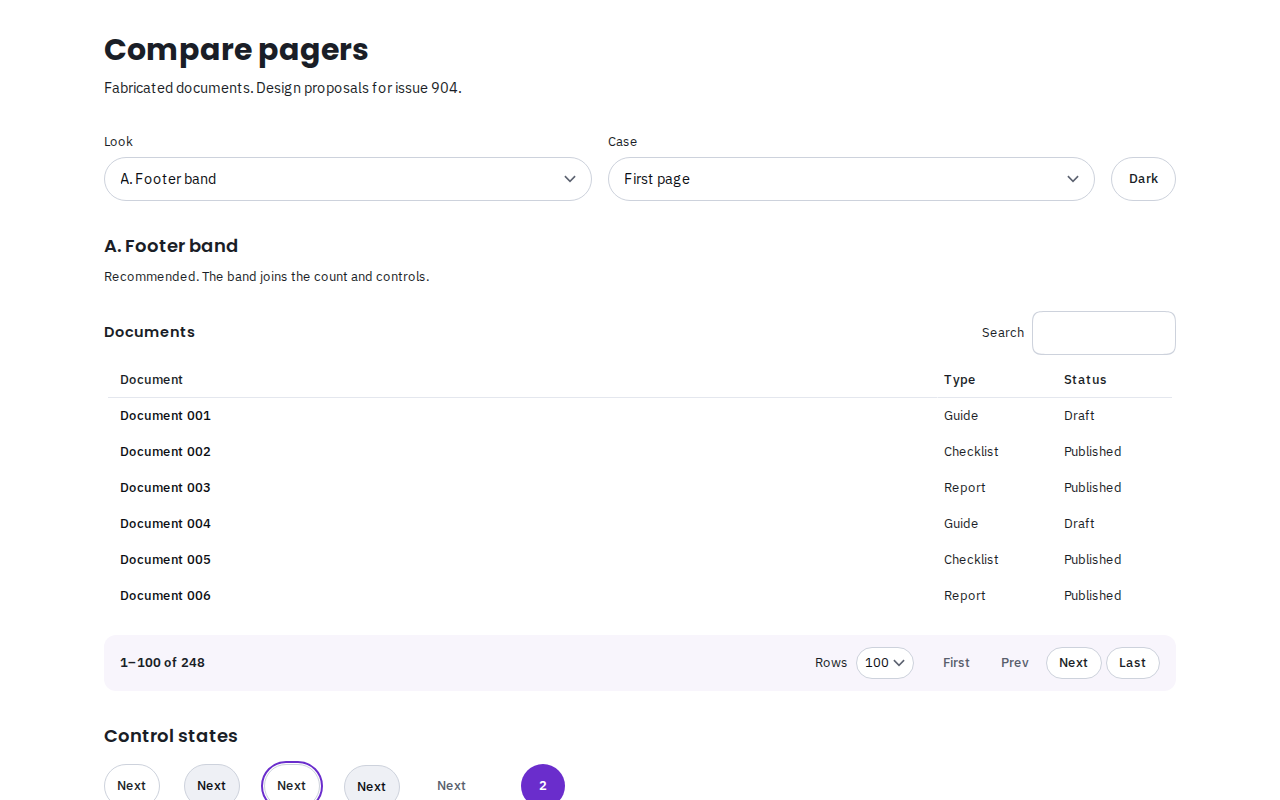 Compare pagers
Fabricated documents. Design proposals for issue 904.
Look Case
A. Footer band First page Dark
A. Footer band
Recommended. The band joins the count and controls.
Documents Search
Document Type Status
Document 001 Guide Draft
Document 002 Checklist Published
Document 003 Report Published
Document 004 Guide Draft
Document 005 Checklist Published
Document 006 Report Published
1–100 of 248 Rows 100 First Prev Next Last
Control states
Next Next Next Next Next 2